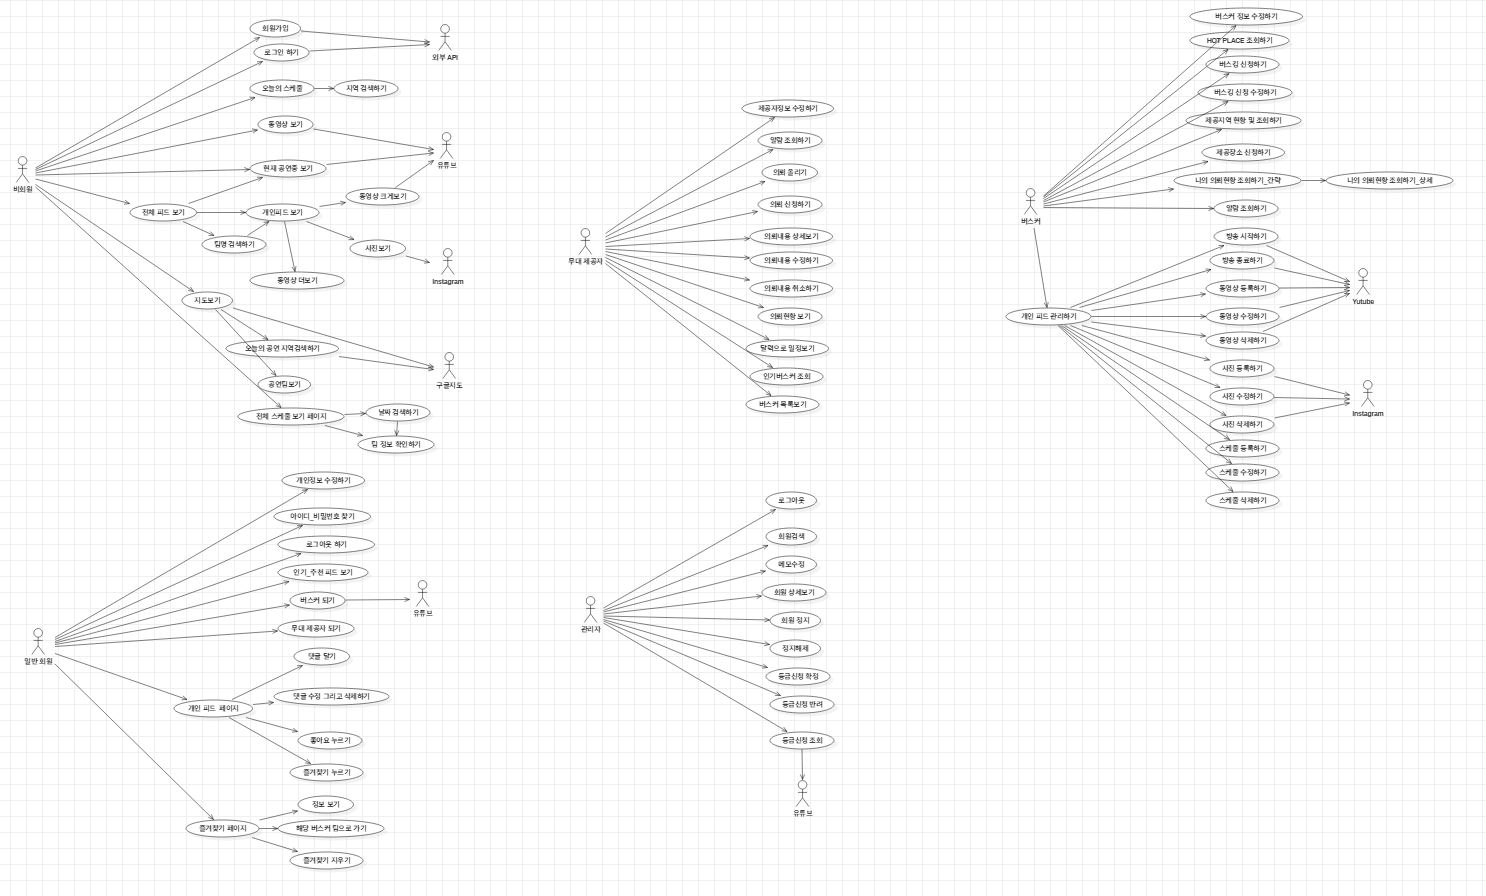 회원가입
로그인 하기
외부 API
오늘의 스케줄
지역 검색하기
동영상 보기
유튜브
현재 공연중 보기
비회원
동영상 크게보기
전체 피드 보기
개인피드 보기
팀명 검색하기
사진보기
동영상 더보기
Instagram
지도보기
오늘의 공연 지역검색하기
공연팀보기
구글지도
전체 스케줄 보기 페이지
날짜 검색하기
팀 정보 확인하기
개인정보 수정하기
아이디_비밀번호 찾기
로그아웃 하기
인기_추천 피드 보기
버스커 되기
유튜브
무대 제공자 되기
일반 회원
댓글 달기
댓글 수정 그리고 삭제하기
개인 피드 페이지
좋아요 누르기
즐겨찾기 누르기
정보 보기
즐겨찾기 페이지
해당 버스커 팀으로 가기
즐겨찾기 지우기
제공자정보 수정하기
알람 조회하기
의뢰 올리기
의뢰 신청하기
의뢰내용 상세보기
무대 제공자
의뢰내용 수정하기
의뢰내용 취소하기
의뢰현황 보기
달력으로 일정보기
인기버스커 조회
버스커 목록보기
로그아웃
회원검색
메모수정
회원 상세보기
회원 정지
관리자
정지해제
등급신청 확정
등급신청 반려
등급신청 조회
유튜브
버스커 정보 수정하기
HOT PLACE 조회하기
버스킹 신청하기
버스킹 신청 수정하기
제공지역 현황 및 조회하기
제공장소 신청하기
나의 의뢰현황 조회하기_간략
나의 의뢰현황 조회하기_상세
알람 조회하기
버스커
방송 시작하기
방송 종료하기
동영상 등록하기
Yutube
개인 피드 관리하기
동영상 수정하기
동영상 삭제하기
사진 등록하기
사진 수정하기
Instagram
사진 삭제하기
스케줄 등록하기
스케줄 수정하기
스케줄 삭제하기